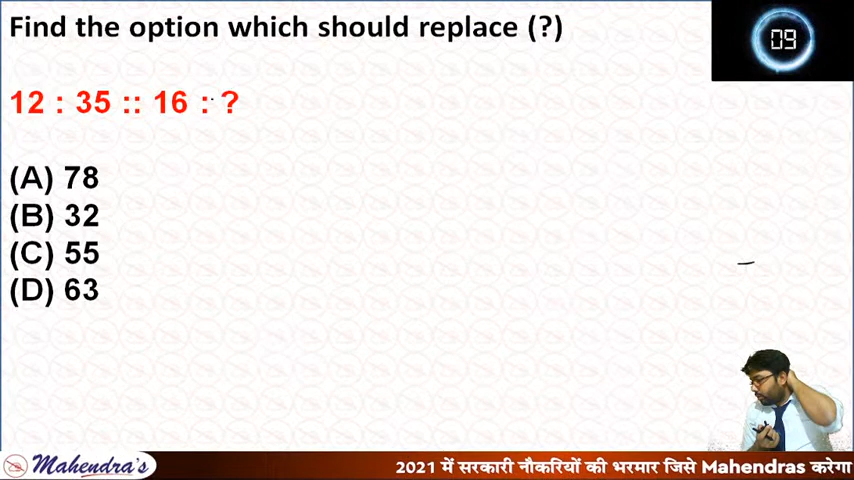 Find the option which should replace (?)
09
12 : 35 :: 16 : ?
(A) 78
(B) 32
(C) 55
(D) 63
Mahendra's
2021 में सरकारी नौकरियों की भरमार जिसे Mahendras करेगा